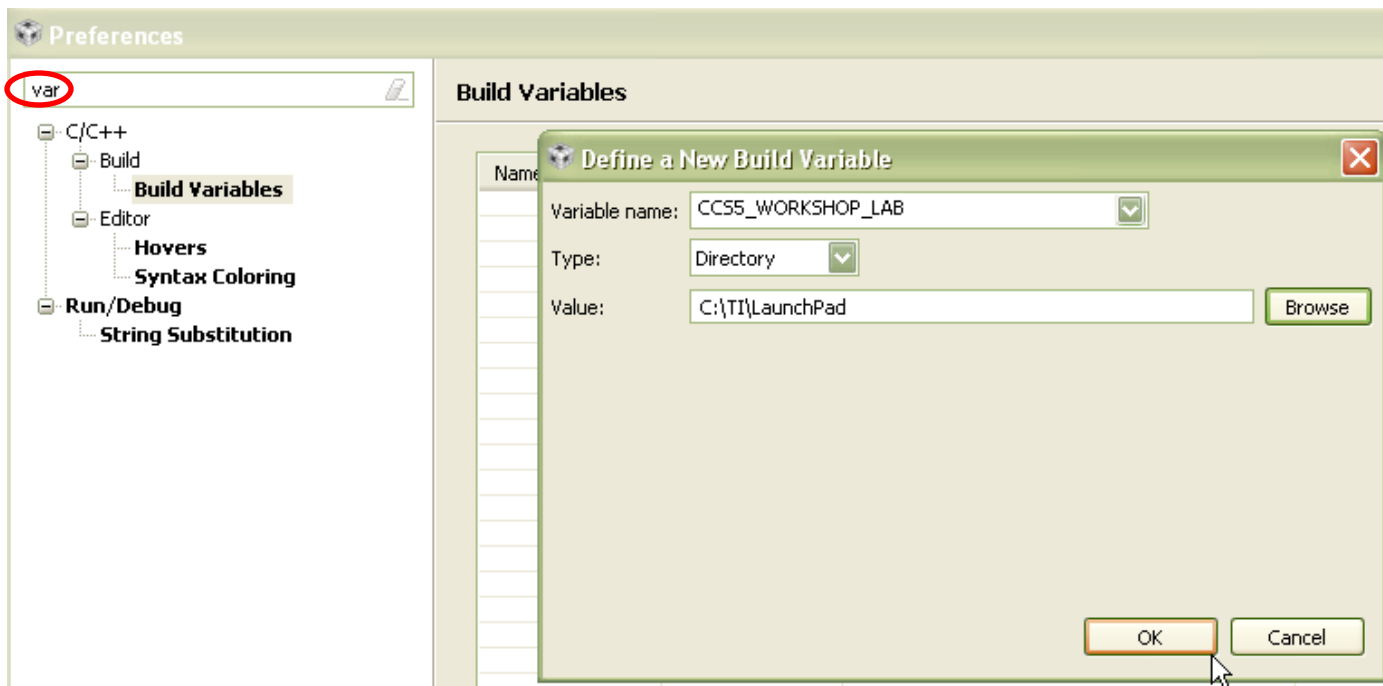 Preferences
var
C/C++
Build
Build Variables
Editor
Hovers
Syntax Coloring
Run/Debug
String Substitution
Build Variables
Name
Define a New Build Variable
Variable name: CCS5_WORKSHOP_LAB
Type: Directory
Value: C:\TI\LaunchPad Browse
OK Cancel